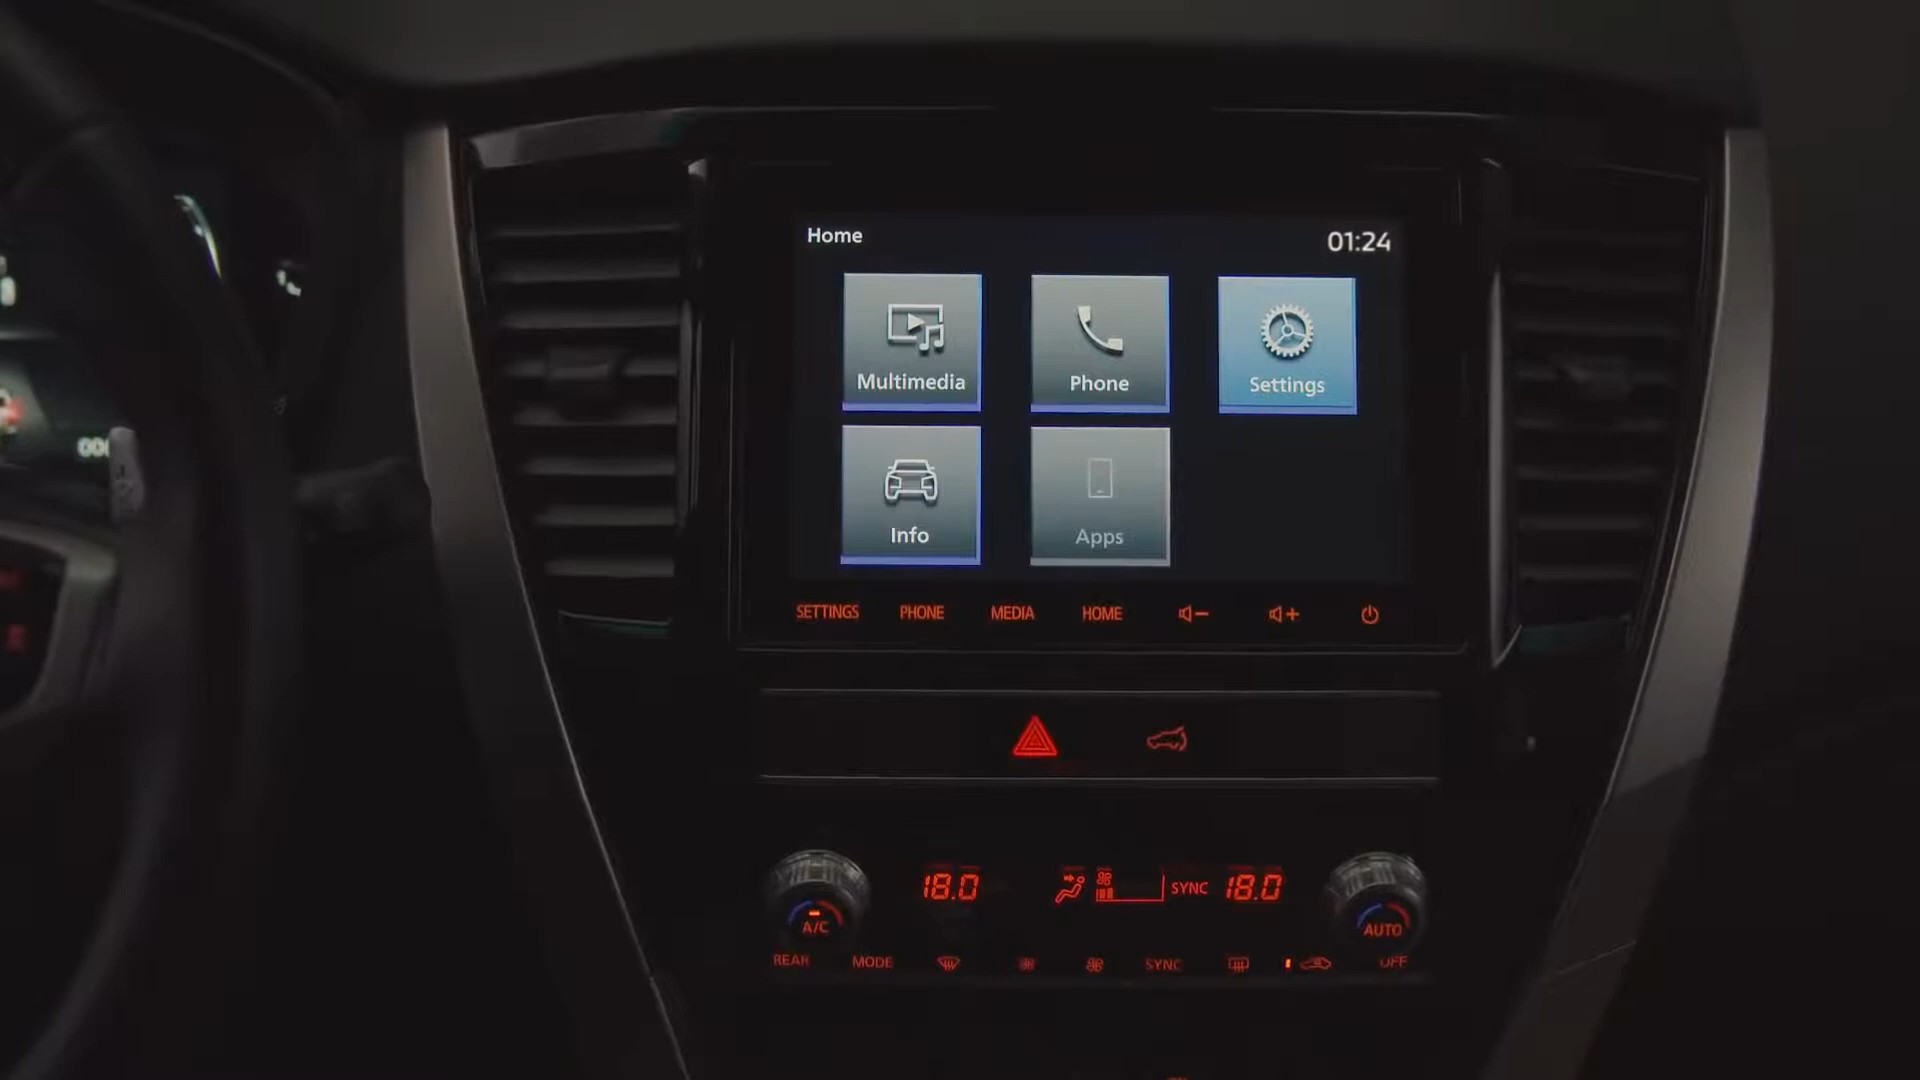 Home 01:24
Multimedia Phone Settings
Info Apps
SETTINGS PHONE MEDIA HOME
18.0 SYNC 18.0
A/C AUTO
REAR MODE SYNC OFF